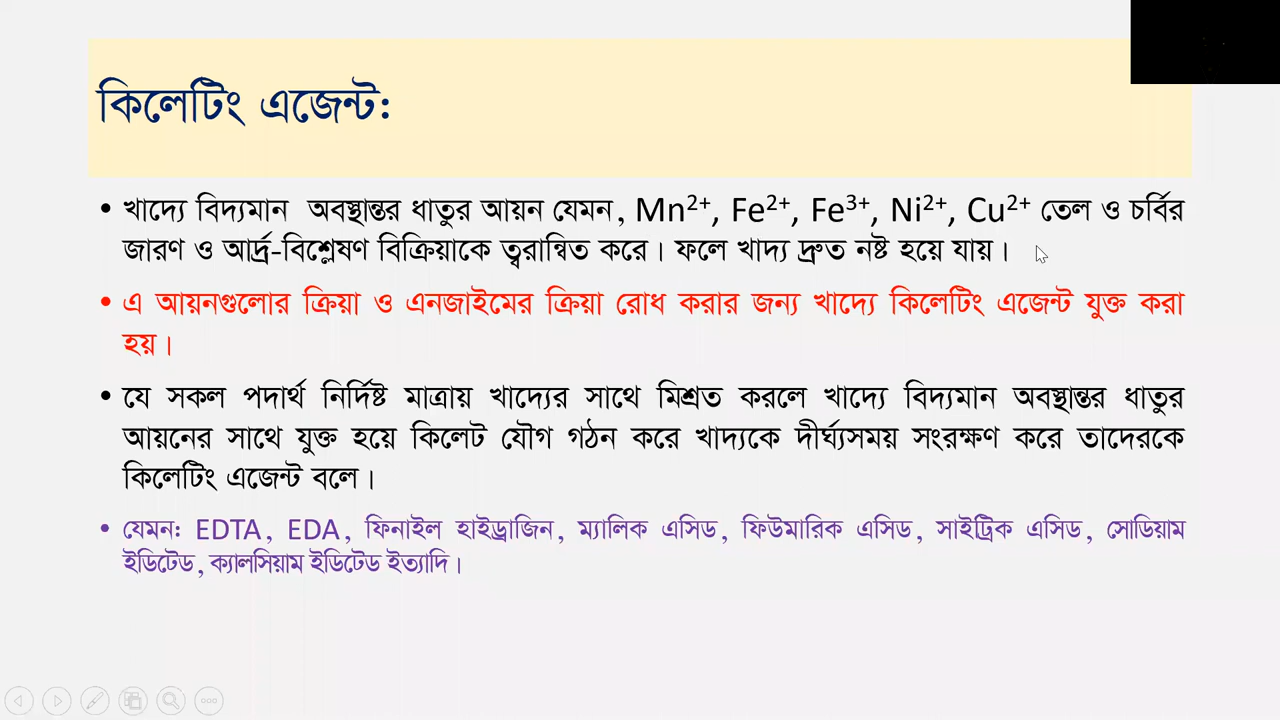 কিলেটিং এজেন্ট:
• খাদ্যে বিদ্যমান অবস্থান্তর ধাতুর আয়ন যেমন, Mn²⁺, Fe²⁺, Fe³⁺, Ni²⁺, Cu²⁺ তেল ও চর্বির
জারণ ও আর্দ্র-বিশ্লেষণ বিক্রিয়াকে ত্বরান্বিত করে। ফলে খাদ্য দ্রুত নষ্ট হয়ে যায়।
• এ আয়নগুলোর ক্রিয়া ও এনজাইমের ক্রিয়া রোধ করার জন্য খাদ্যে কিলেটিং এজেন্ট যুক্ত করা
হয়।
• যে সকল পদার্থ নির্দিষ্ট মাত্রায় খাদ্যের সাথে মিশ্রত করলে খাদ্যে বিদ্যমান অবস্থান্তর ধাতুর
আয়নের সাথে যুক্ত হয়ে কিলেট যৌগ গঠন করে খাদ্যকে দীর্ঘ্যসময় সংরক্ষণ করে তাদেরকে
কিলেটিং এজেন্ট বলে।
• যেমন: EDTA, EDA, ফিনাইল হাইড্রাজিন, ম্যালিক এসিড, ফিউমারিক এসিড, সাইট্রিক এসিড, সোডিয়াম
ইডিটেড, ক্যালসিয়াম ইডিটেড ইত্যাদি।